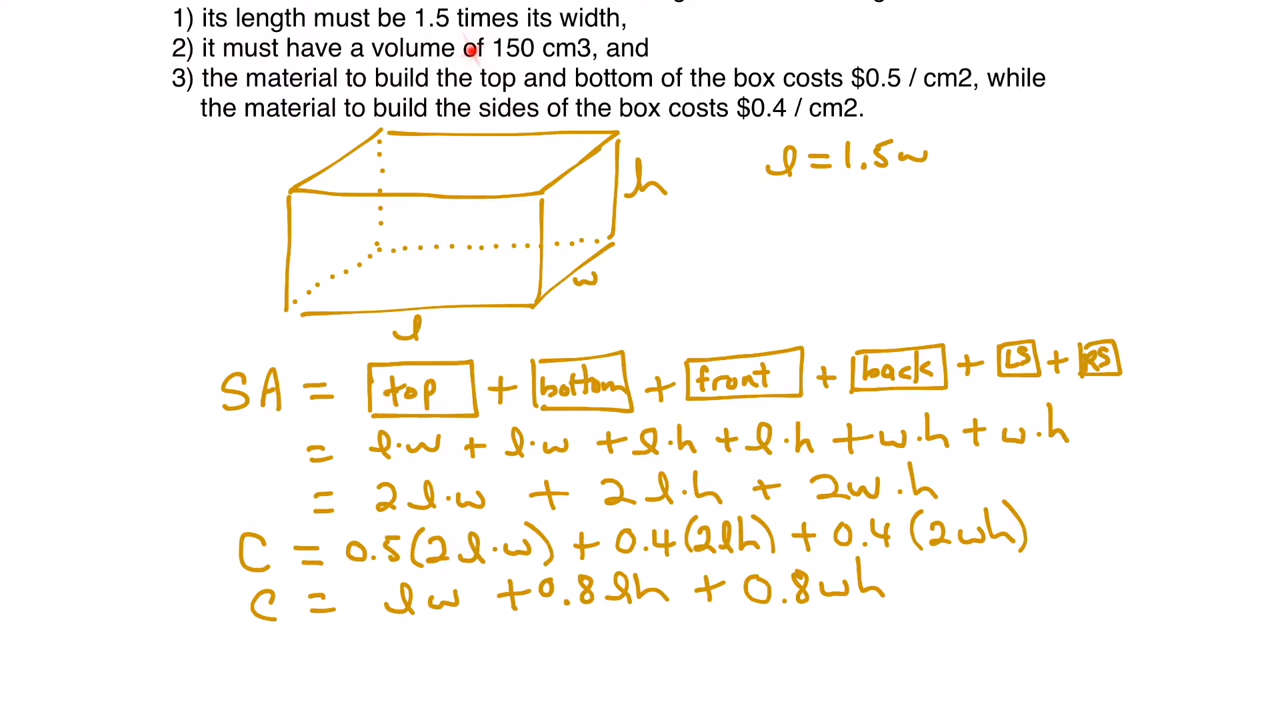 1) its length must be 1.5 times its width,
2) it must have a volume of 150 cm3, and
3) the material to build the top and bottom of the box costs $0.5 / cm2, while
the material to build the sides of the box costs $0.4 / cm2.
l = 1.5w
h
w
l
SA = top + bottom + front + back + LS + RS
= l·w + l·w + l·h + l·h + w·h + w·h
= 2l·w + 2l·h + 2w·h
C = 0.5(2l·w) + 0.4(2lh) + 0.4(2wh)
C = lw + 0.8lh + 0.8wh